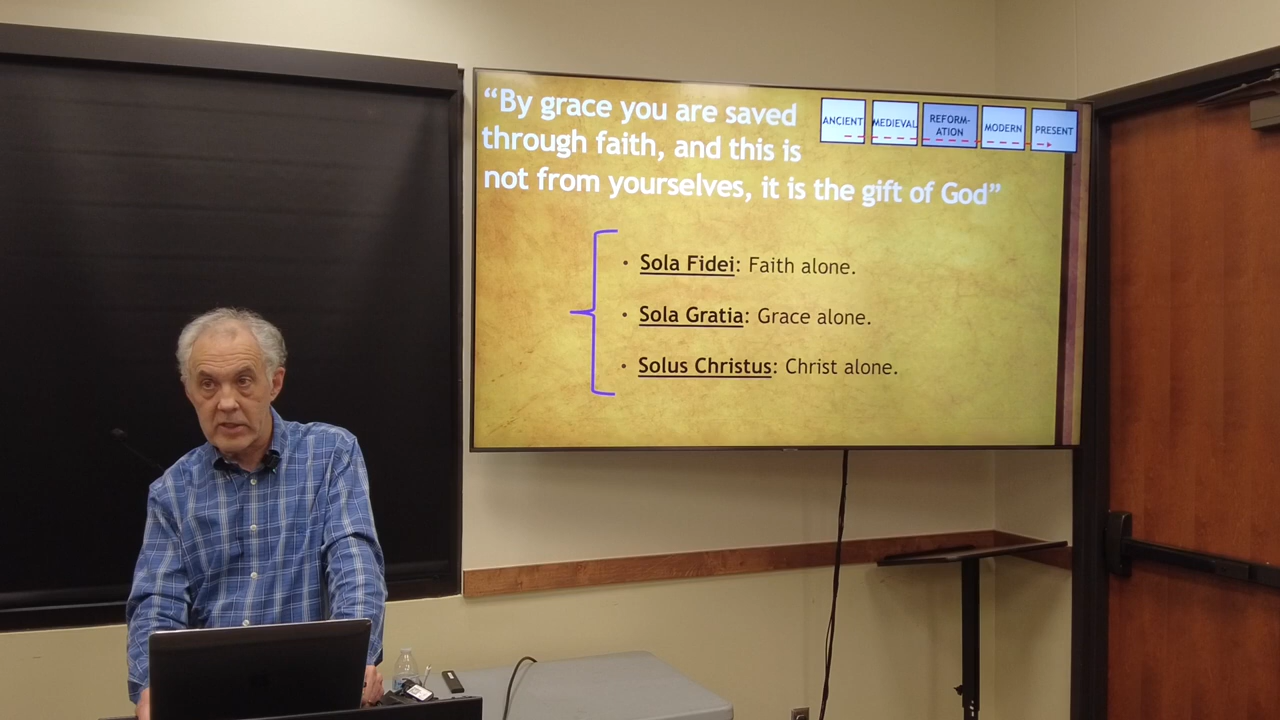 “By grace you are saved
through faith, and this is
not from yourselves, it is the gift of God”
ANCIENT
MEDIEVAL
REFORM-
ATION
MODERN
PRESENT
• Sola Fidei: Faith alone.
• Sola Gratia: Grace alone.
• Solus Christus: Christ alone.